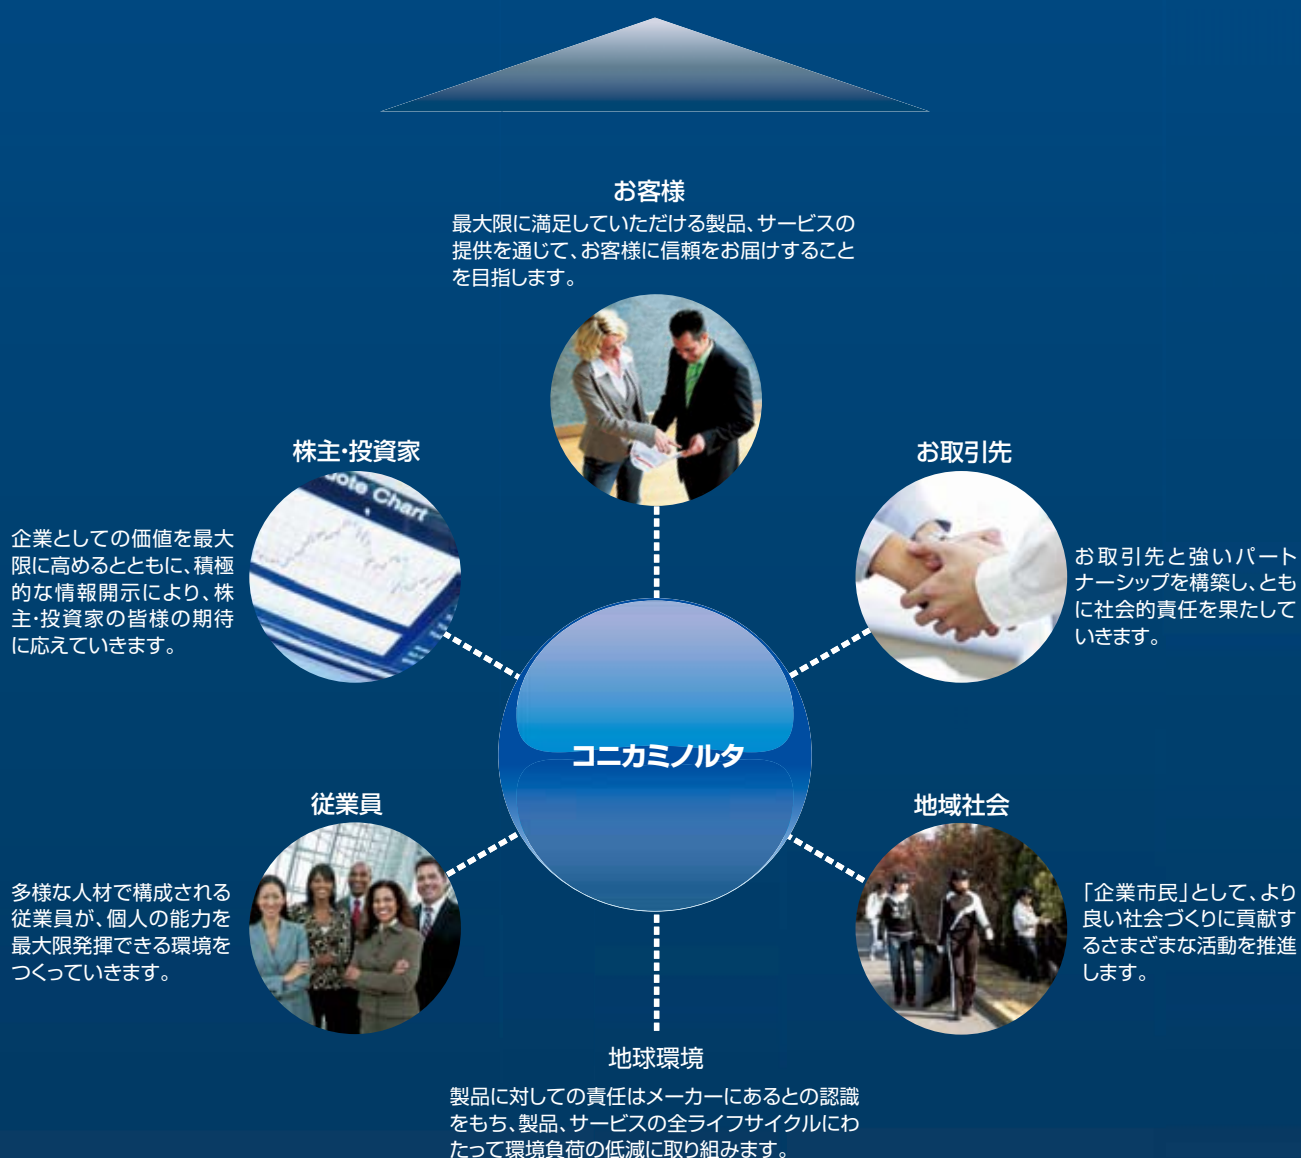 お客様
最大限に満足していただける製品、サービスの
提供を通じて、お客様に信頼をお届けすること
を目指します。
株主・投資家
uote Chart
企業としての価値を最大
限に高めるとともに、積極
的な情報開示により、株
主・投資家の皆様の期待
に応えていきます。
お取引先
お取引先と強いパート
ナーシップを構築し、とも
に社会的責任を果たして
いきます。
コニカミノルタ
従業員
多様な人材で構成される
従業員が、個人の能力を
最大限発揮できる環境を
つくっていきます。
地域社会
「企業市民」として、より
良い社会づくりに貢献す
るさまざまな活動を推進
します。
地球環境
製品に対しての責任はメーカーにあるとの認識
をもち、製品、サービスの全ライフサイクルにわ
たって環境負荷の低減に取り組みます。